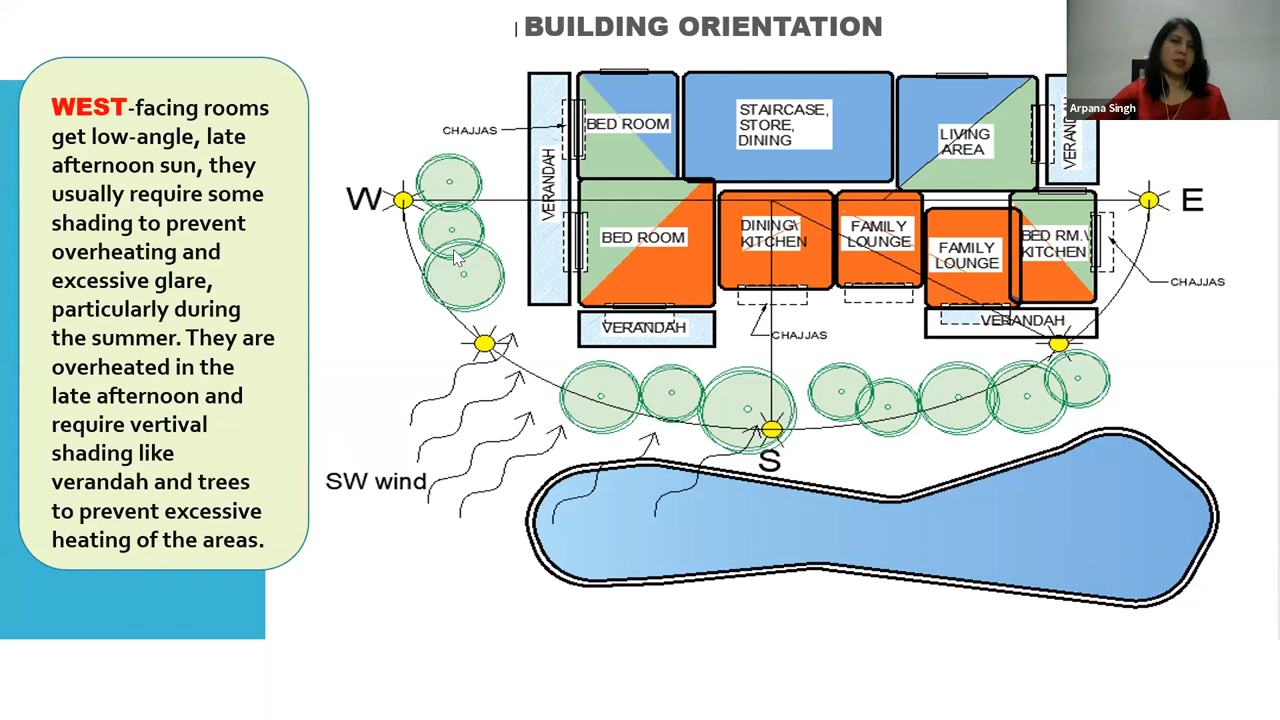 BUILDING ORIENTATION
WEST-facing rooms
get low-angle, late
afternoon sun, they
usually require some
shading to prevent
overheating and
excessive glare,
particularly during
the summer. They are
overheated in the
late afternoon and
require vertival
shading like
verandah and trees
to prevent excessive
heating of the areas.
Arpana Singh
CHAJJAS
VERANDAH
BED ROOM
STAIRCASE,
STORE,
DINING
LIVING
AREA
W
E
BED ROOM
DINING\
KITCHEN
FAMILY
LOUNGE
FAMILY
LOUNGE
BED RM.\
KITCHEN
CHAJJAS
VERANDAH
CHAJJAS
VERANDAH
S
SW wind